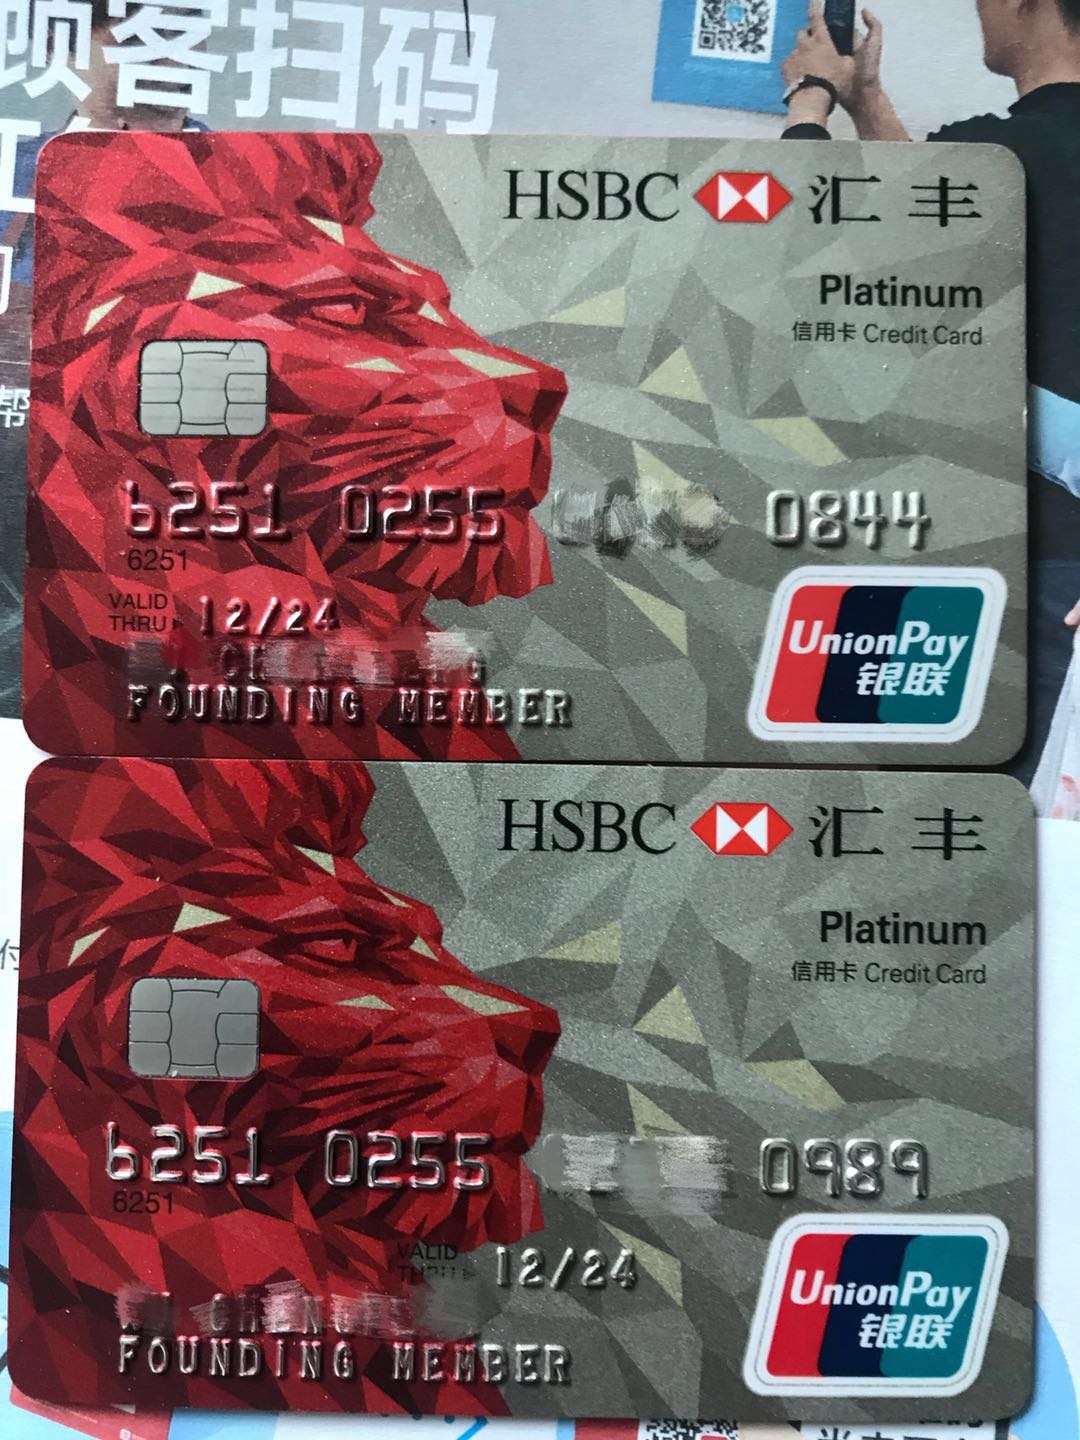 顾客扫码
HSBC 汇丰
Platinum
信用卡 Credit Card
6251 0255 0844
6251
VALID
THRU 12/24
FOUNDING MEMBER
UnionPay
银联
HSBC 汇丰
Platinum
信用卡 Credit Card
6251 0255 0989
6251
VALID
12/24
FOUNDING MEMBER
UnionPay
银联